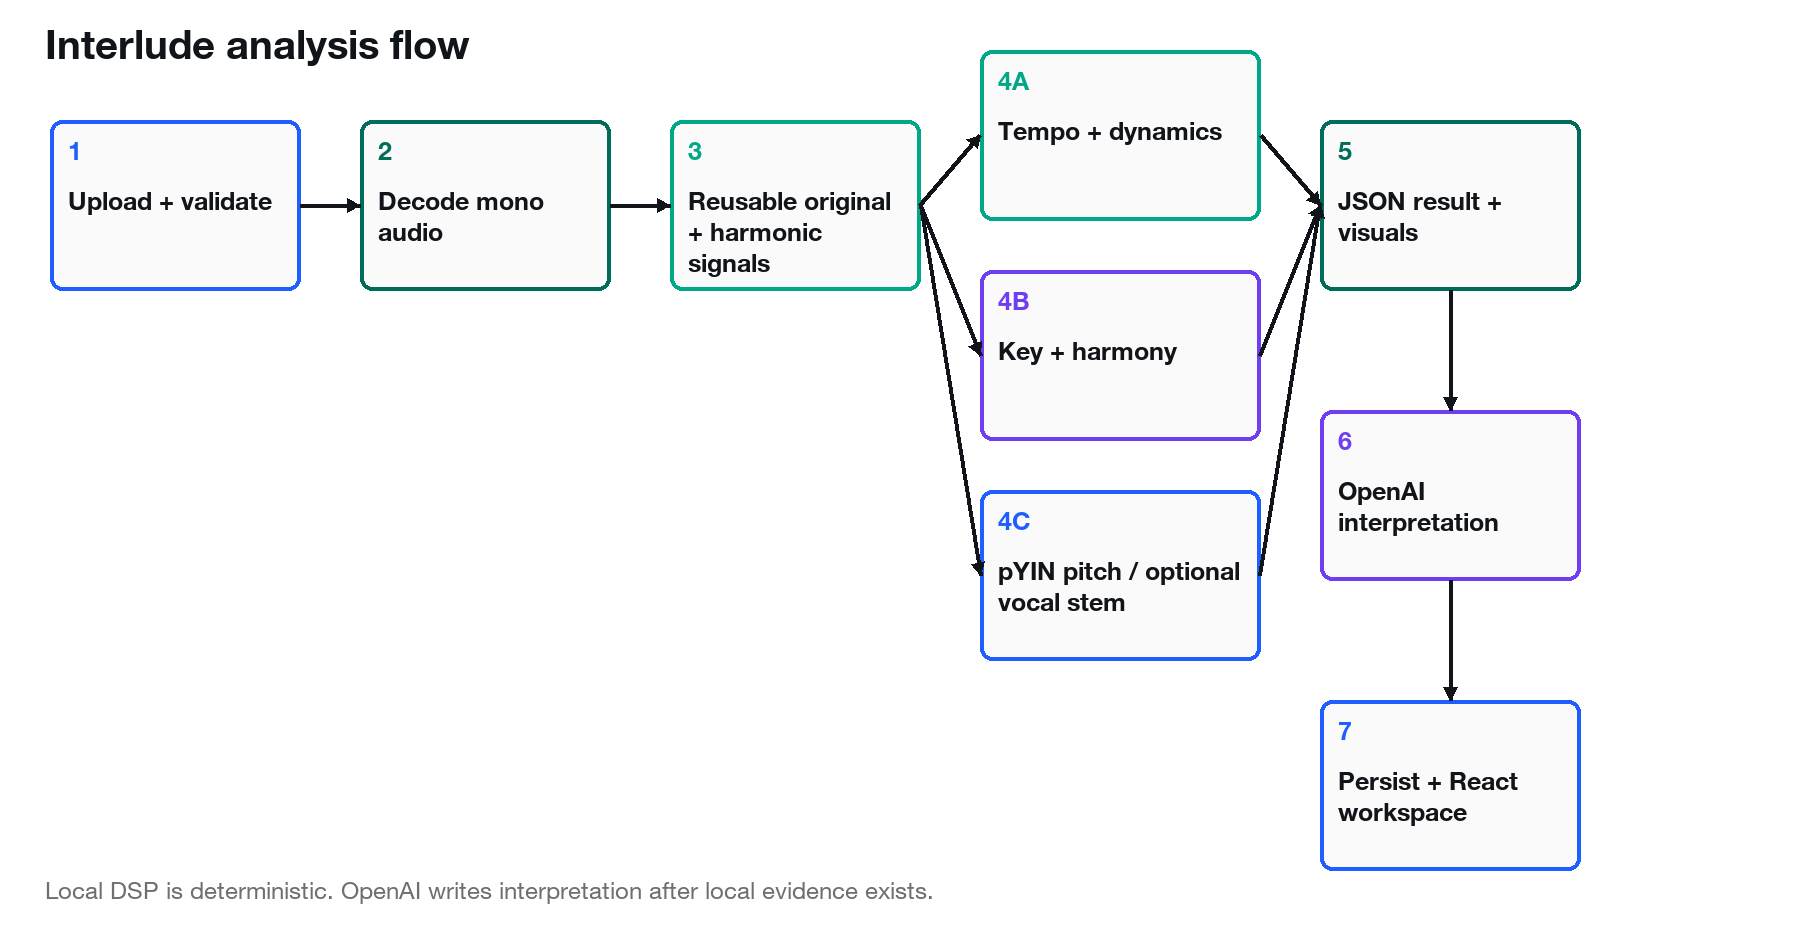 Interlude analysis flow
1
Upload + validate
2
Decode mono
audio
3
Reusable original
+ harmonic
signals
4A
Tempo + dynamics
4B
Key + harmony
4C
pYIN pitch / optional
vocal stem
5
JSON result +
visuals
6
OpenAI
interpretation
7
Persist + React
workspace
Local DSP is deterministic. OpenAI writes interpretation after local evidence exists.